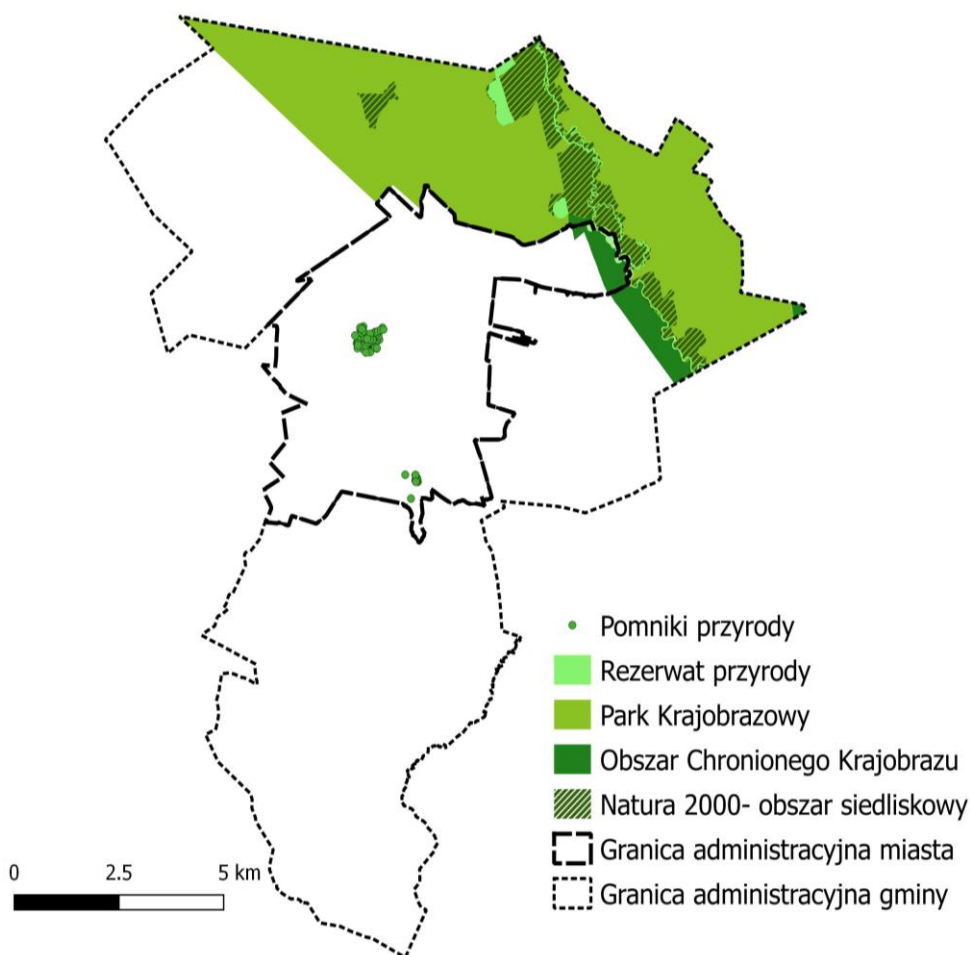 Pomniki przyrody
Rezerwat przyrody
Park Krajobrazowy
Obszar Chronionego Krajobrazu
Natura 2000- obszar siedliskowy
Granica administracyjna miasta
Granica administracyjna gminy
0 2.5 5 km